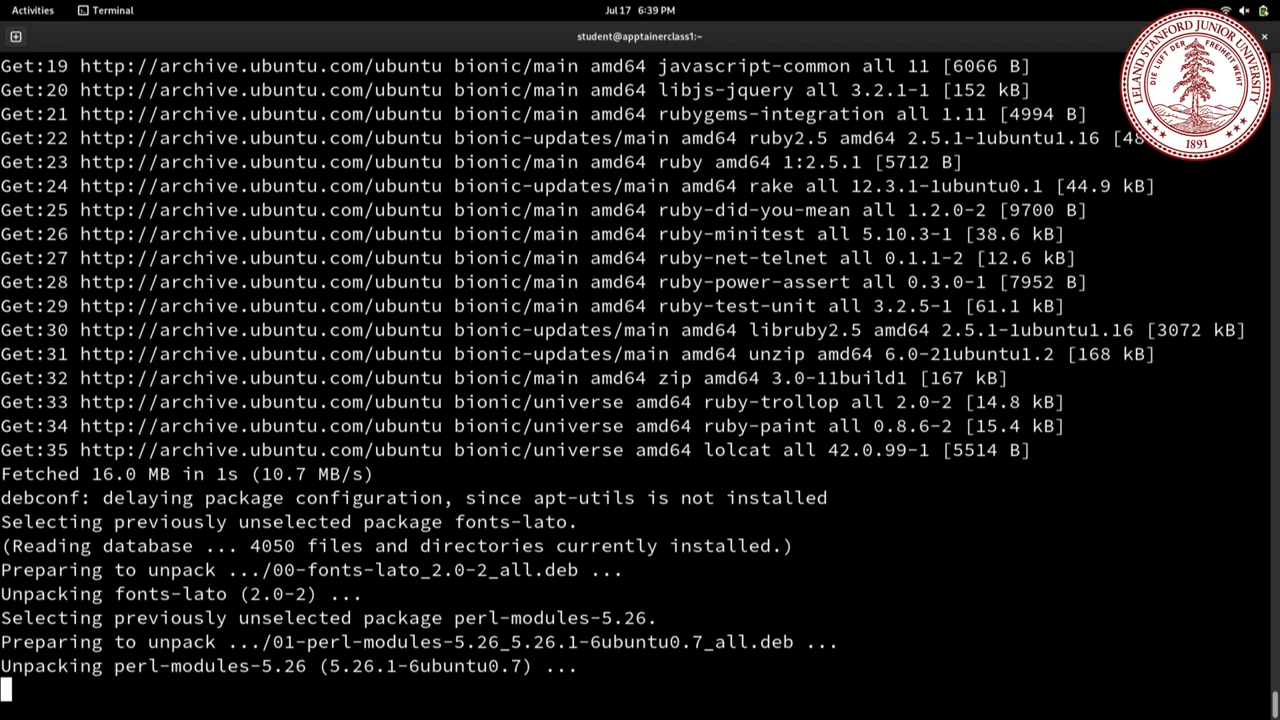 Activities Terminal Jul 17 6:39 PM
student@apptainerclass1:~
Get:19 http://archive.ubuntu.com/ubuntu bionic/main amd64 javascript-common all 11 [6066 B]
Get:20 http://archive.ubuntu.com/ubuntu bionic/main amd64 libjs-jquery all 3.2.1-1 [152 kB]
Get:21 http://archive.ubuntu.com/ubuntu bionic/main amd64 rubygems-integration all 1.11 [4994 B]
Get:22 http://archive.ubuntu.com/ubuntu bionic-updates/main amd64 ruby2.5 amd64 2.5.1-1ubuntu1.16 [48
Get:23 http://archive.ubuntu.com/ubuntu bionic/main amd64 ruby amd64 1:2.5.1 [5712 B]
Get:24 http://archive.ubuntu.com/ubuntu bionic-updates/main amd64 rake all 12.3.1-1ubuntu0.1 [44.9 kB]
Get:25 http://archive.ubuntu.com/ubuntu bionic/main amd64 ruby-did-you-mean all 1.2.0-2 [9700 B]
Get:26 http://archive.ubuntu.com/ubuntu bionic/main amd64 ruby-minitest all 5.10.3-1 [38.6 kB]
Get:27 http://archive.ubuntu.com/ubuntu bionic/main amd64 ruby-net-telnet all 0.1.1-2 [12.6 kB]
Get:28 http://archive.ubuntu.com/ubuntu bionic/main amd64 ruby-power-assert all 0.3.0-1 [7952 B]
Get:29 http://archive.ubuntu.com/ubuntu bionic/main amd64 ruby-test-unit all 3.2.5-1 [61.1 kB]
Get:30 http://archive.ubuntu.com/ubuntu bionic-updates/main amd64 libruby2.5 amd64 2.5.1-1ubuntu1.16 [3072 kB]
Get:31 http://archive.ubuntu.com/ubuntu bionic-updates/main amd64 unzip amd64 6.0-21ubuntu1.2 [168 kB]
Get:32 http://archive.ubuntu.com/ubuntu bionic/main amd64 zip amd64 3.0-11build1 [167 kB]
Get:33 http://archive.ubuntu.com/ubuntu bionic/universe amd64 ruby-trollop all 2.0-2 [14.8 kB]
Get:34 http://archive.ubuntu.com/ubuntu bionic/universe amd64 ruby-paint all 0.8.6-2 [15.4 kB]
Get:35 http://archive.ubuntu.com/ubuntu bionic/universe amd64 lolcat all 42.0.99-1 [5514 B]
Fetched 16.0 MB in 1s (10.7 MB/s)
debconf: delaying package configuration, since apt-utils is not installed
Selecting previously unselected package fonts-lato.
(Reading database ... 4050 files and directories currently installed.)
Preparing to unpack .../00-fonts-lato_2.0-2_all.deb ...
Unpacking fonts-lato (2.0-2) ...
Selecting previously unselected package perl-modules-5.26.
Preparing to unpack .../01-perl-modules-5.26_5.26.1-6ubuntu0.7_all.deb ...
Unpacking perl-modules-5.26 (5.26.1-6ubuntu0.7) ...
LELAND STANFORD JUNIOR UNIVERSITY
DIE LUFT DER FREIHEIT WEHT
1891